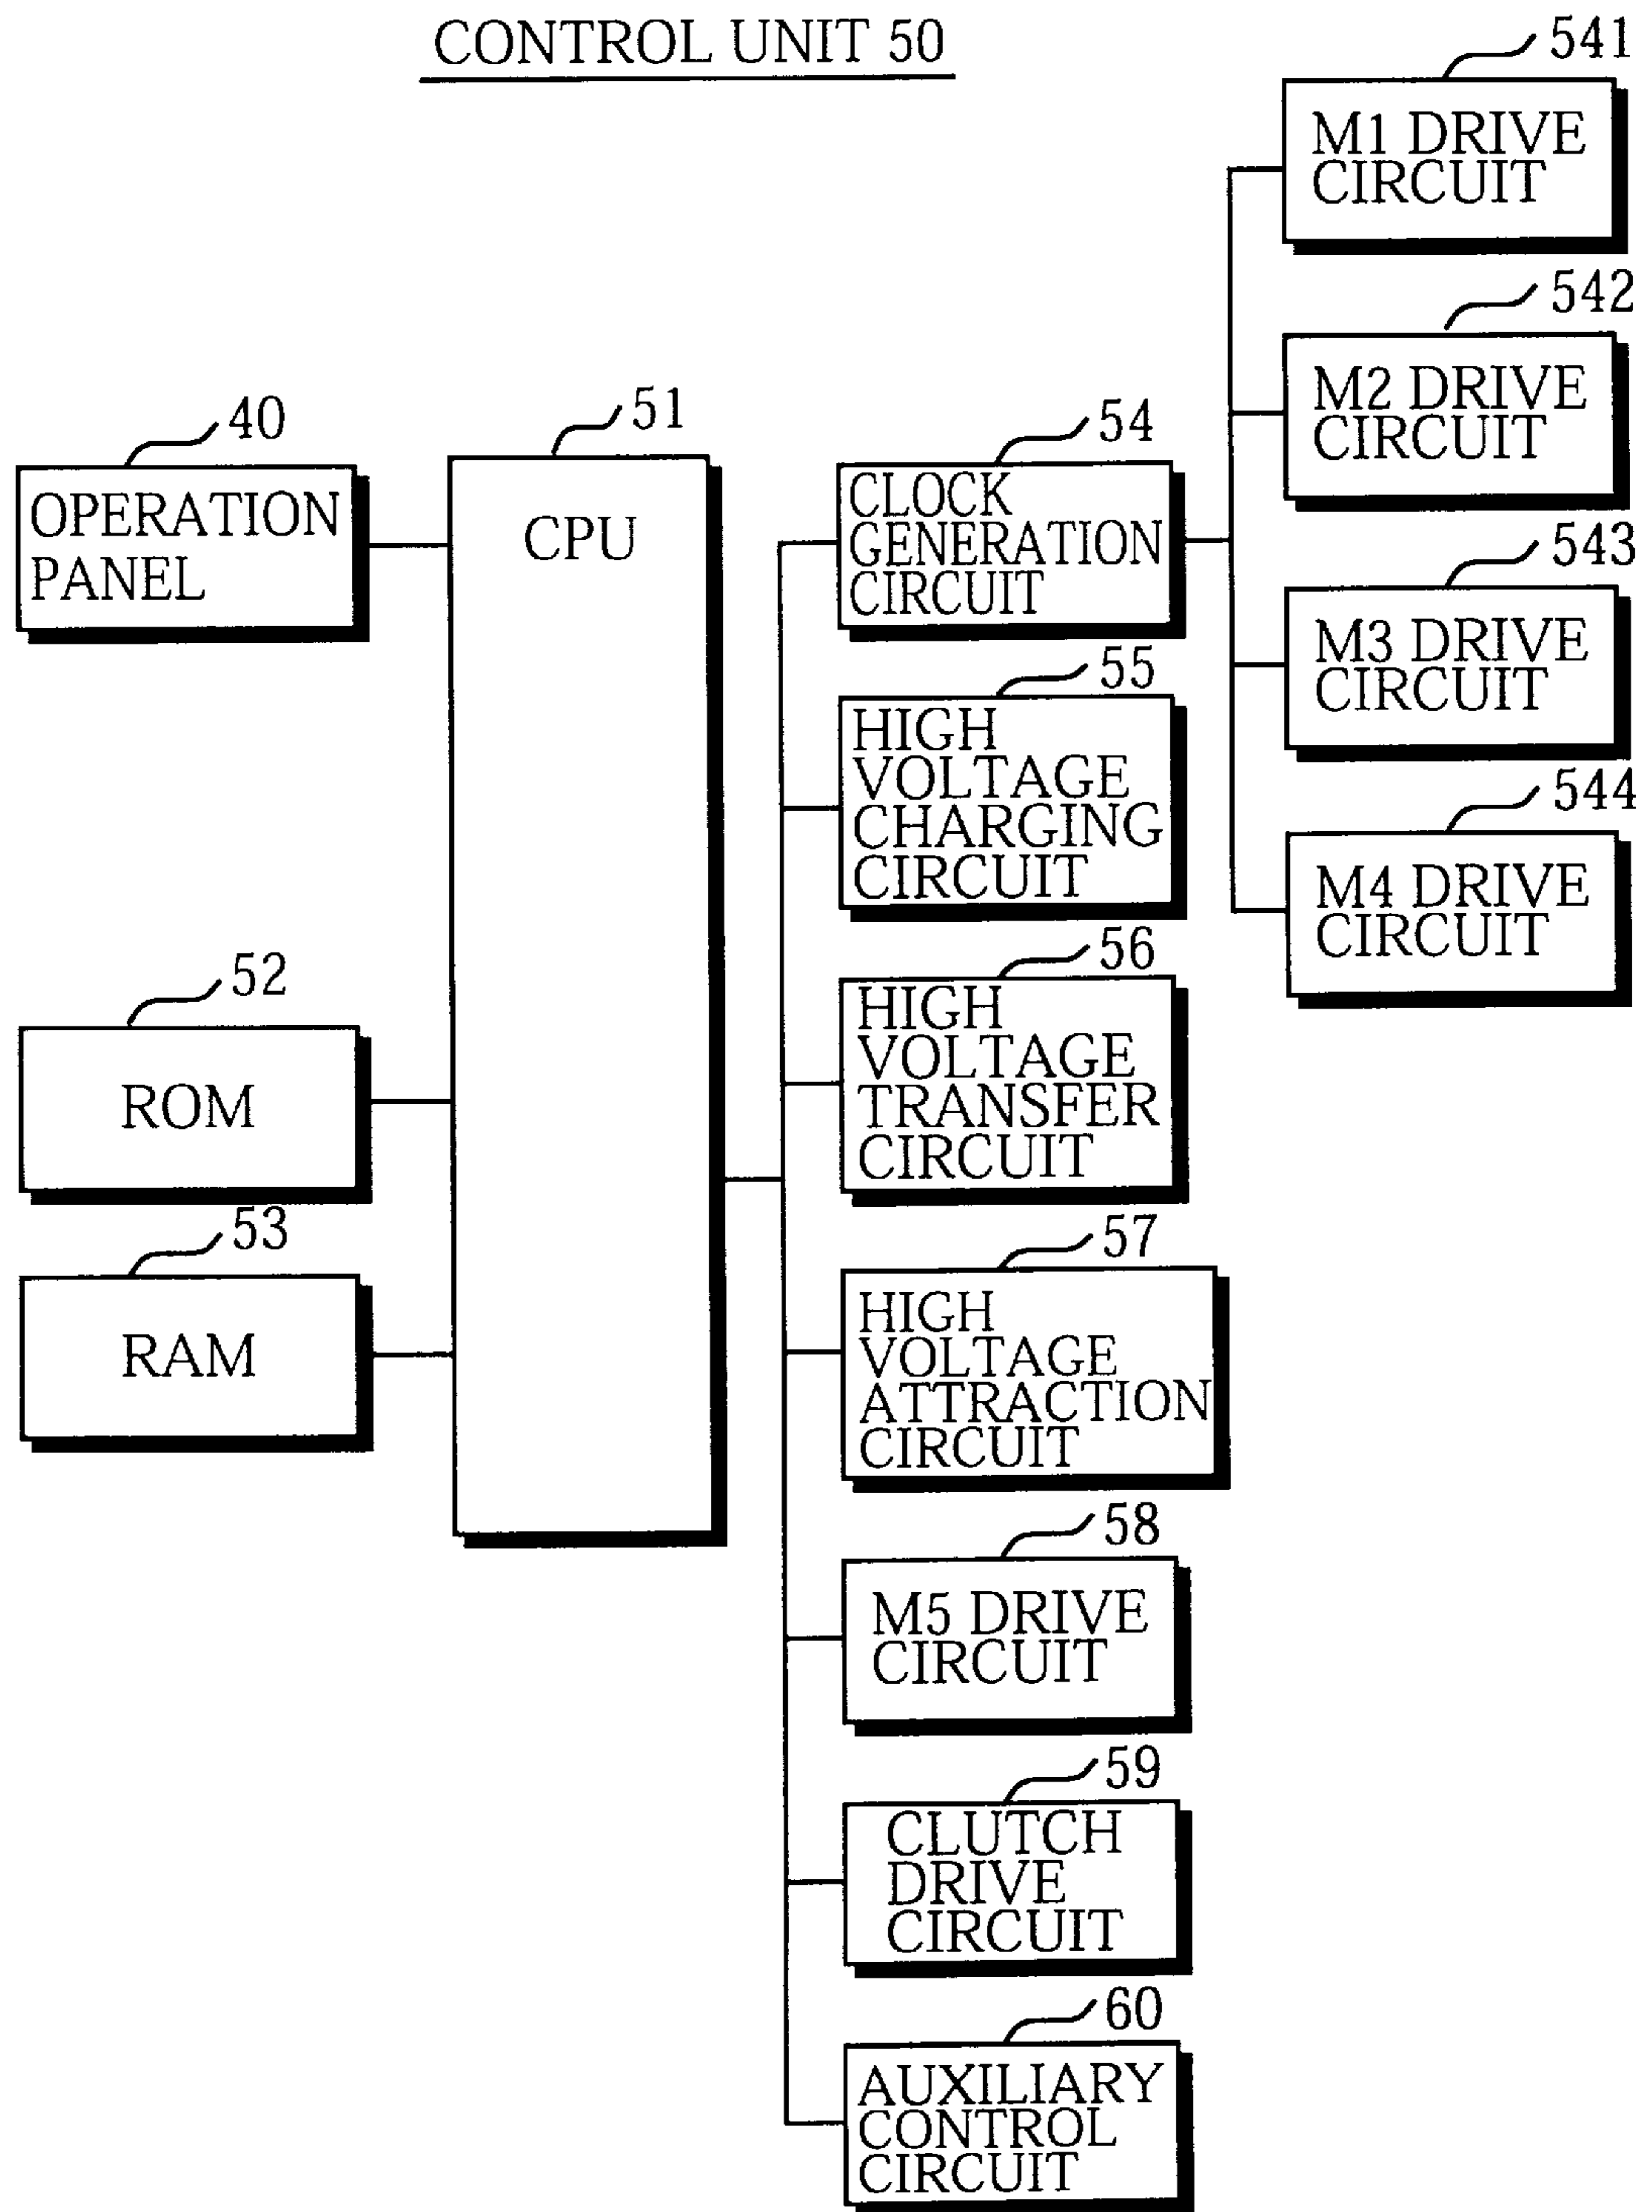 CONTROL UNIT 50
541
M1 DRIVE
CIRCUIT
542
M2 DRIVE
CIRCUIT
543
M3 DRIVE
CIRCUIT
544
M4 DRIVE
CIRCUIT
40
OPERATION
PANEL
51
CPU
52
ROM
53
RAM
54
CLOCK
GENERATION
CIRCUIT
55
HIGH
VOLTAGE
CHARGING
CIRCUIT
56
HIGH
VOLTAGE
TRANSFER
CIRCUIT
57
HIGH
VOLTAGE
ATTRACTION
CIRCUIT
58
M5 DRIVE
CIRCUIT
59
CLUTCH
DRIVE
CIRCUIT
60
AUXILIARY
CONTROL
CIRCUIT